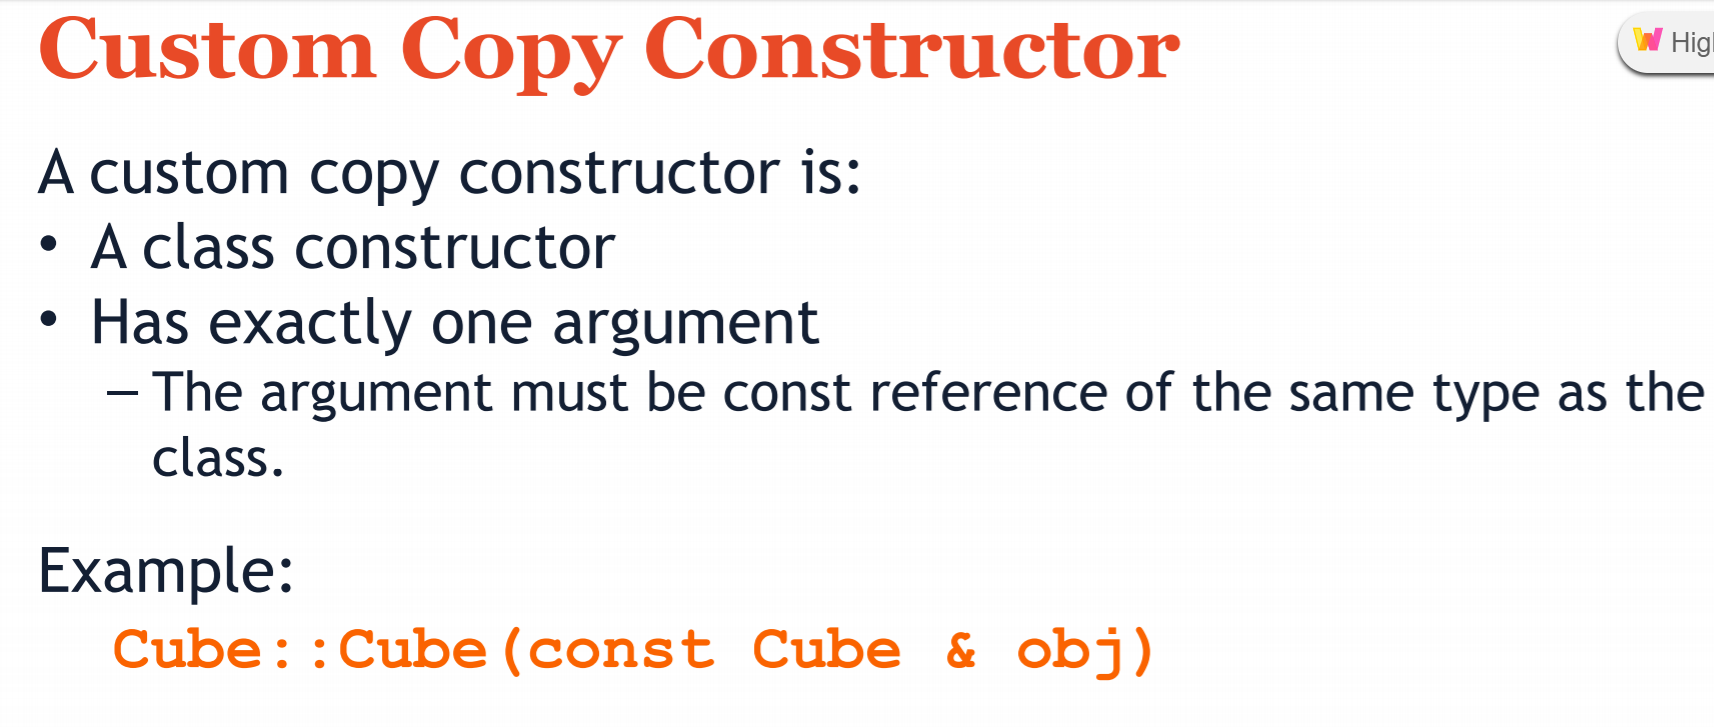 Custom Copy Constructor
Hig
A custom copy constructor is:
• A class constructor
• Has exactly one argument
– The argument must be const reference of the same type as the
class.
Example:
Cube::Cube(const Cube & obj)